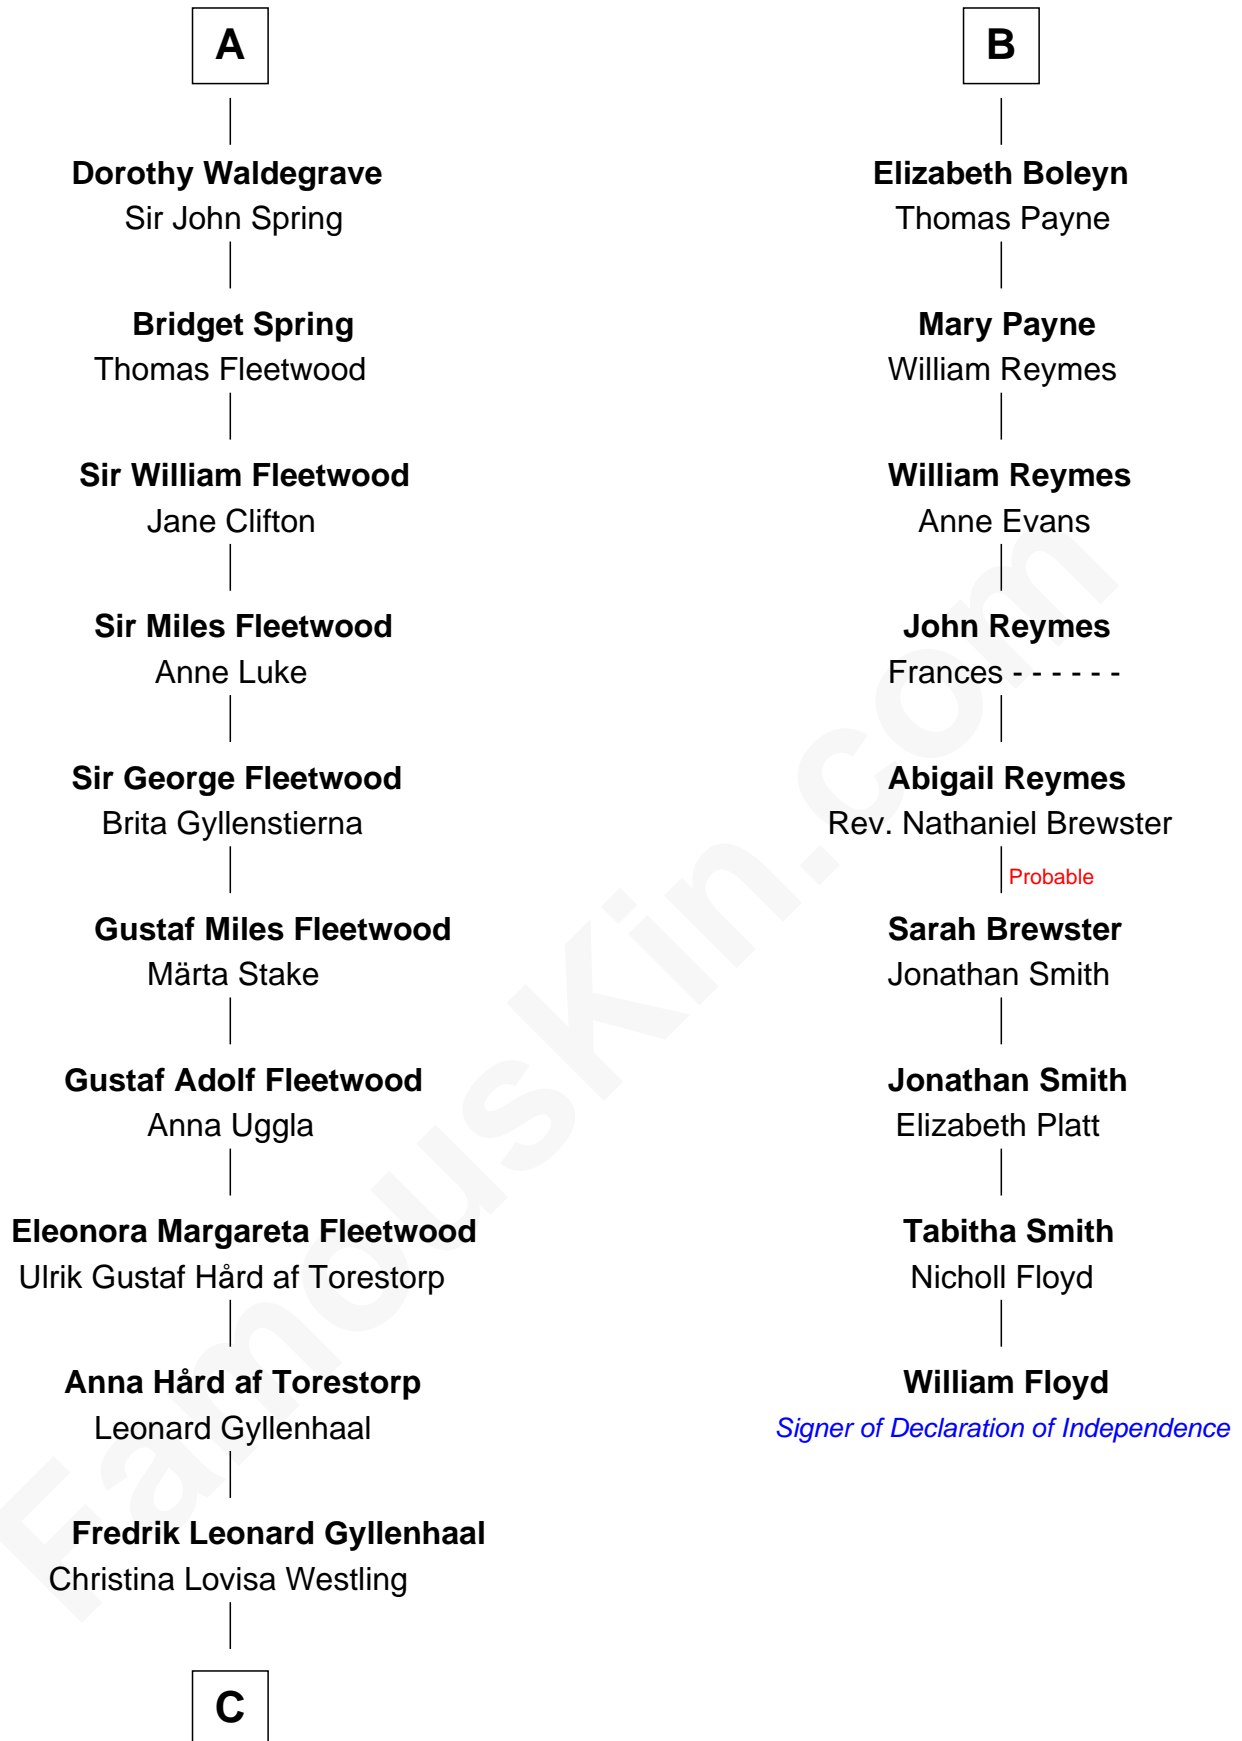 A
Dorothy Waldegrave
Sir John Spring
Bridget Spring
Thomas Fleetwood
Sir William Fleetwood
Jane Clifton
Sir Miles Fleetwood
Anne Luke
Sir George Fleetwood
Brita Gyllenstierna
Gustaf Miles Fleetwood
Märta Stake
Gustaf Adolf Fleetwood
Anna Uggla
Eleonora Margareta Fleetwood
Ulrik Gustaf Hård af Torestorp
Anna Hård af Torestorp
Leonard Gyllenhaal
Fredrik Leonard Gyllenhaal
Christina Lovisa Westling
C
B
Elizabeth Boleyn
Thomas Payne
Mary Payne
William Reymes
William Reymes
Anne Evans
John Reymes
Frances - - - - - -
Abigail Reymes
Rev. Nathaniel Brewster
Probable
Sarah Brewster
Jonathan Smith
Jonathan Smith
Elizabeth Platt
Tabitha Smith
Nicholl Floyd
William Floyd
Signer of Declaration of Independence
FamousKin.com